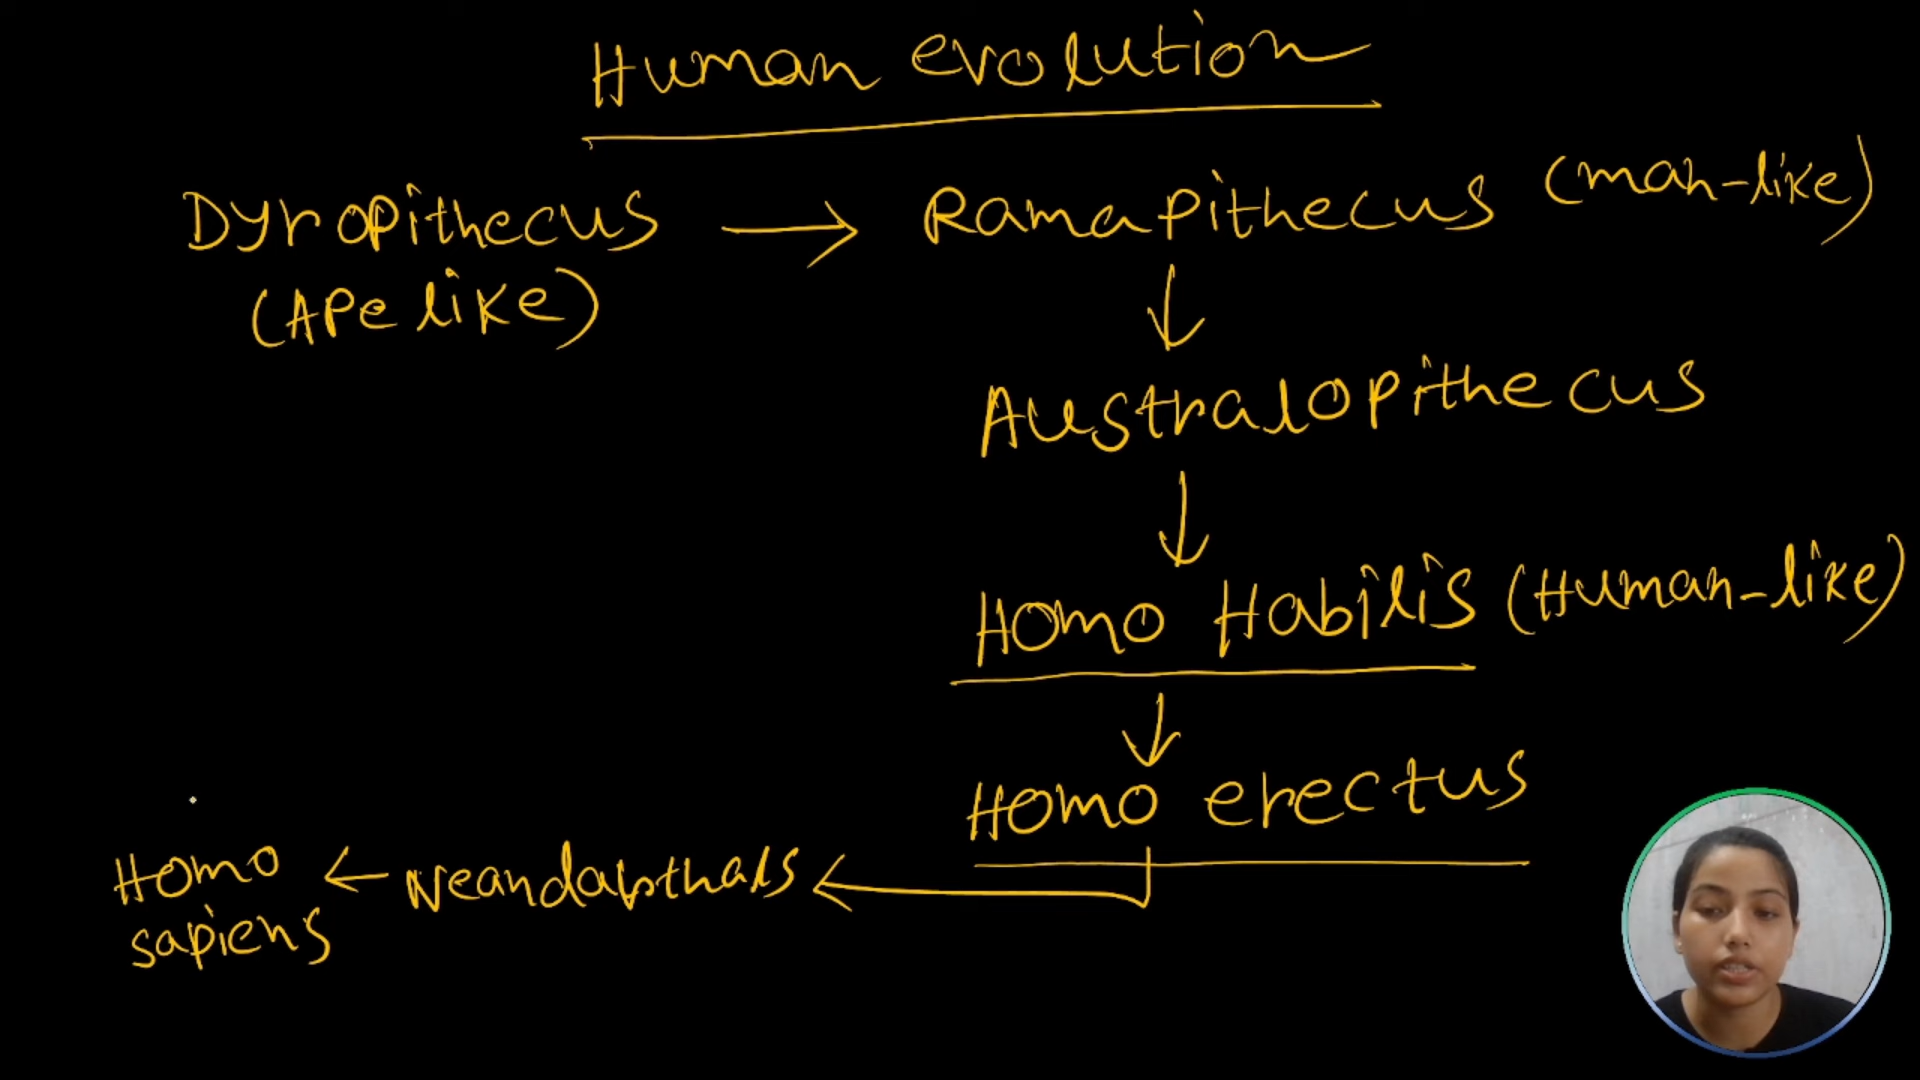 Human evolution
Dyropithecus → Ramapithecus (man-like)
(APe like)
↓
Australopithecus
↓
Homo Habilis (Human-like)
↓
Homo erectus
Homo ← Neandarthals ←
sapiens